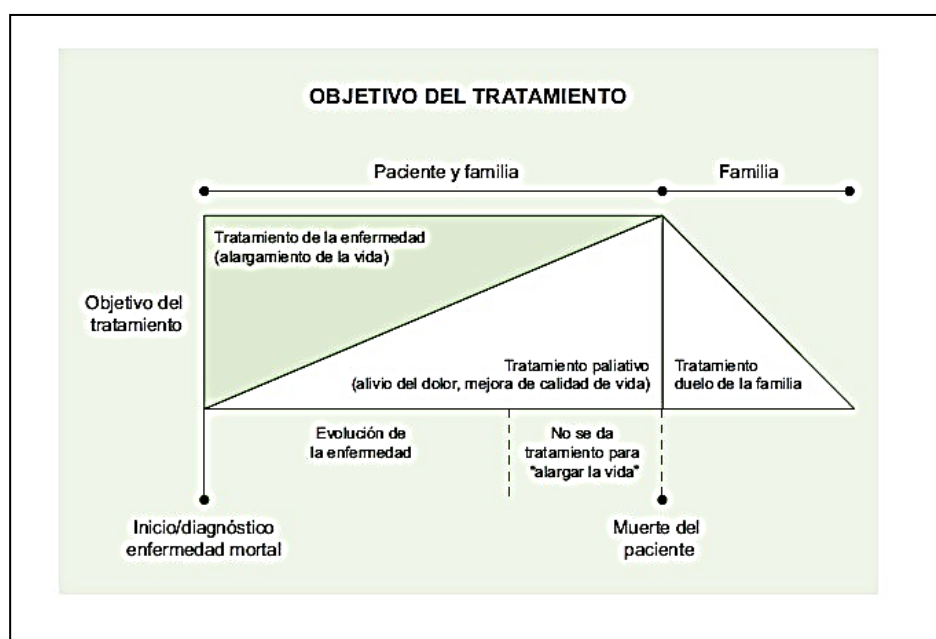 OBJETIVO DEL TRATAMIENTO
Paciente y familia
Familia
Tratamiento de la enfermedad
(alargamiento de la vida)
Objetivo del
tratamiento
Tratamiento paliativo
(alivio del dolor, mejora de calidad de vida)
Tratamiento
duelo de la familia
Evolución de
la enfermedad
No se da
tratamiento para
"alargar la vida"
Inicio/diagnóstico
enfermedad mortal
Muerte del
paciente